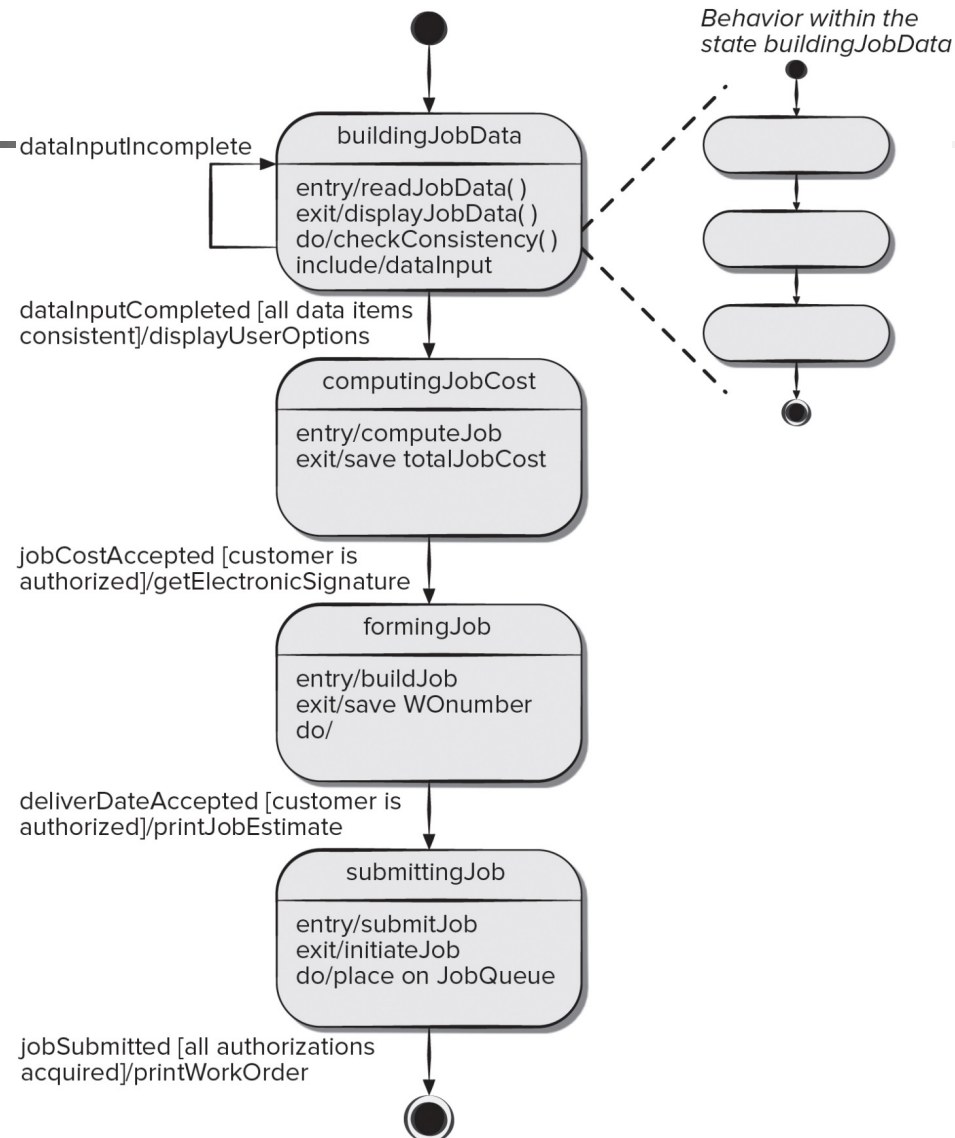 Behavior within the
state buildingJobData
dataInputIncomplete
buildingJobData
entry/readJobData( )
exit/displayJobData( )
do/checkConsistency( )
include/dataInput
dataInputCompleted [all data items
consistent]/displayUserOptions
computingJobCost
entry/computeJob
exit/save totalJobCost
jobCostAccepted [customer is
authorized]/getElectronicSignature
formingJob
entry/buildJob
exit/save WOnumber
do/
deliverDateAccepted [customer is
authorized]/printJobEstimate
submittingJob
entry/submitJob
exit/initiateJob
do/place on JobQueue
jobSubmitted [all authorizations
acquired]/printWorkOrder